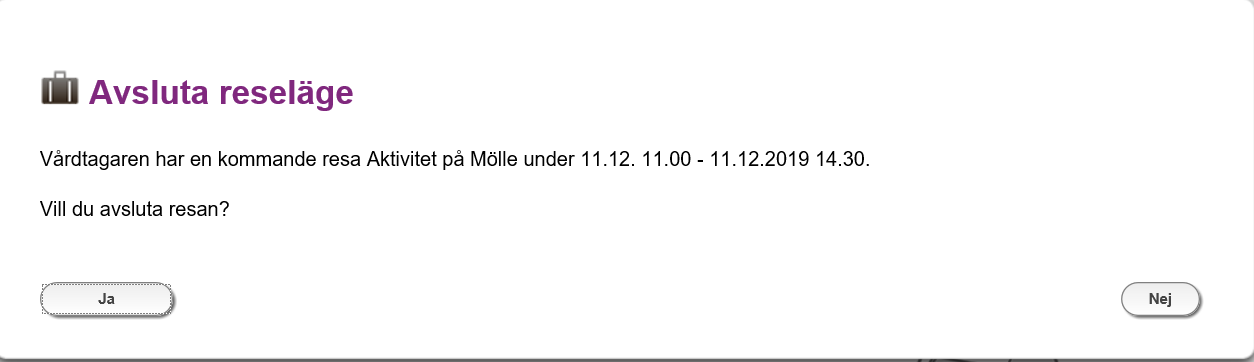 Avsluta reseläge
Vårdtagaren har en kommande resa Aktivitet på Mölle under 11.12. 11.00 - 11.12.2019 14.30.
Vill du avsluta resan?
Ja
Nej